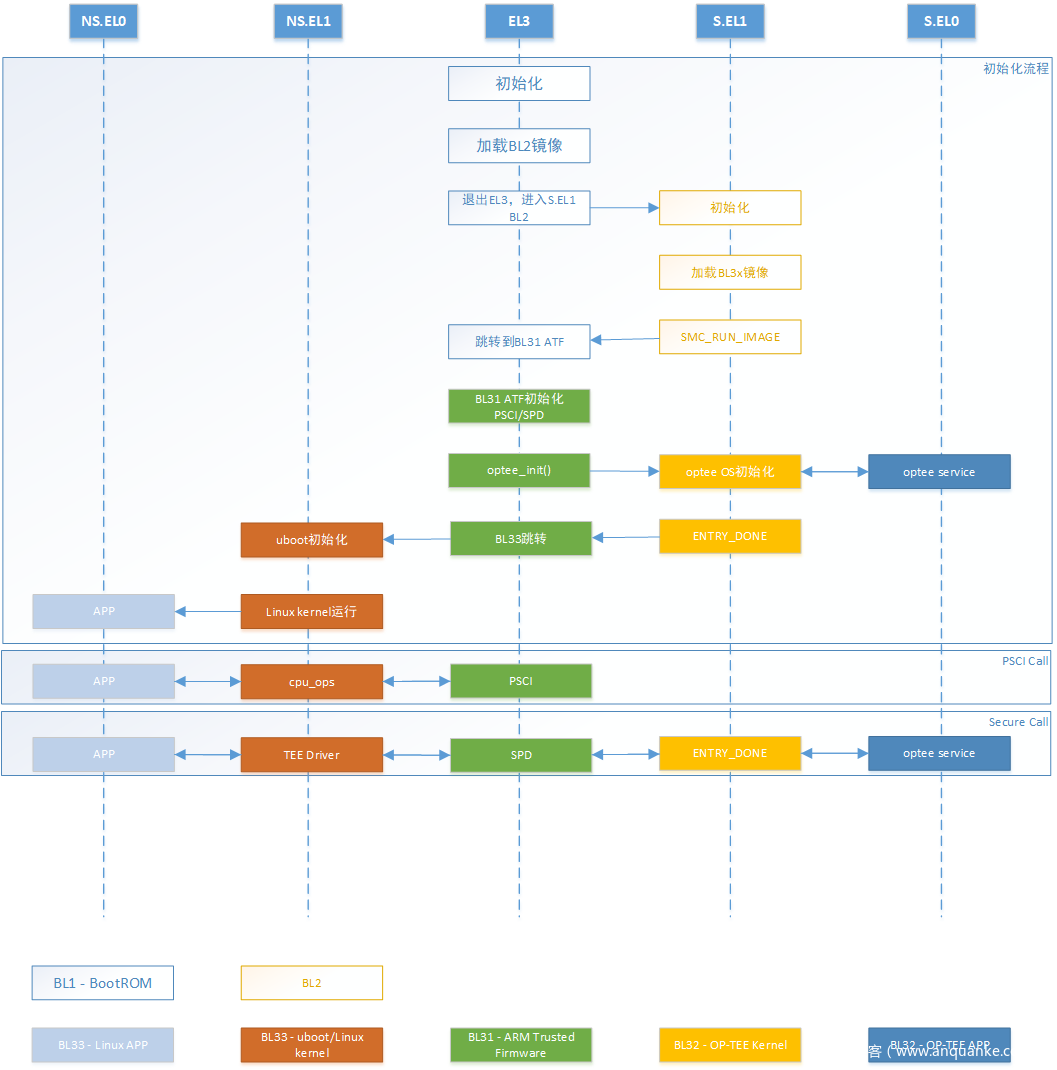 NS.EL0
NS.EL1
EL3
S.EL1
S.EL0
初始化流程
初始化
加载BL2镜像
退出EL3，进入S.EL1
BL2
初始化
加载BL3x镜像
SMC_RUN_IMAGE
跳转到BL31 ATF
BL31 ATF初始化
PSCI/SPD
optee_init()
optee OS初始化
optee service
uboot初始化
BL33跳转
ENTRY_DONE
APP
Linux kernel运行
PSCI Call
APP
cpu_ops
PSCI
Secure Call
APP
TEE Driver
SPD
ENTRY_DONE
optee service
BL1 - BootROM
BL2
BL33 - Linux APP
BL33 - uboot/Linux
kernel
BL31 - ARM Trusted
Firmware
BL32 - OP-TEE Kernel
BL32 - OP-TEE APP
客 ( www.anquanke.c